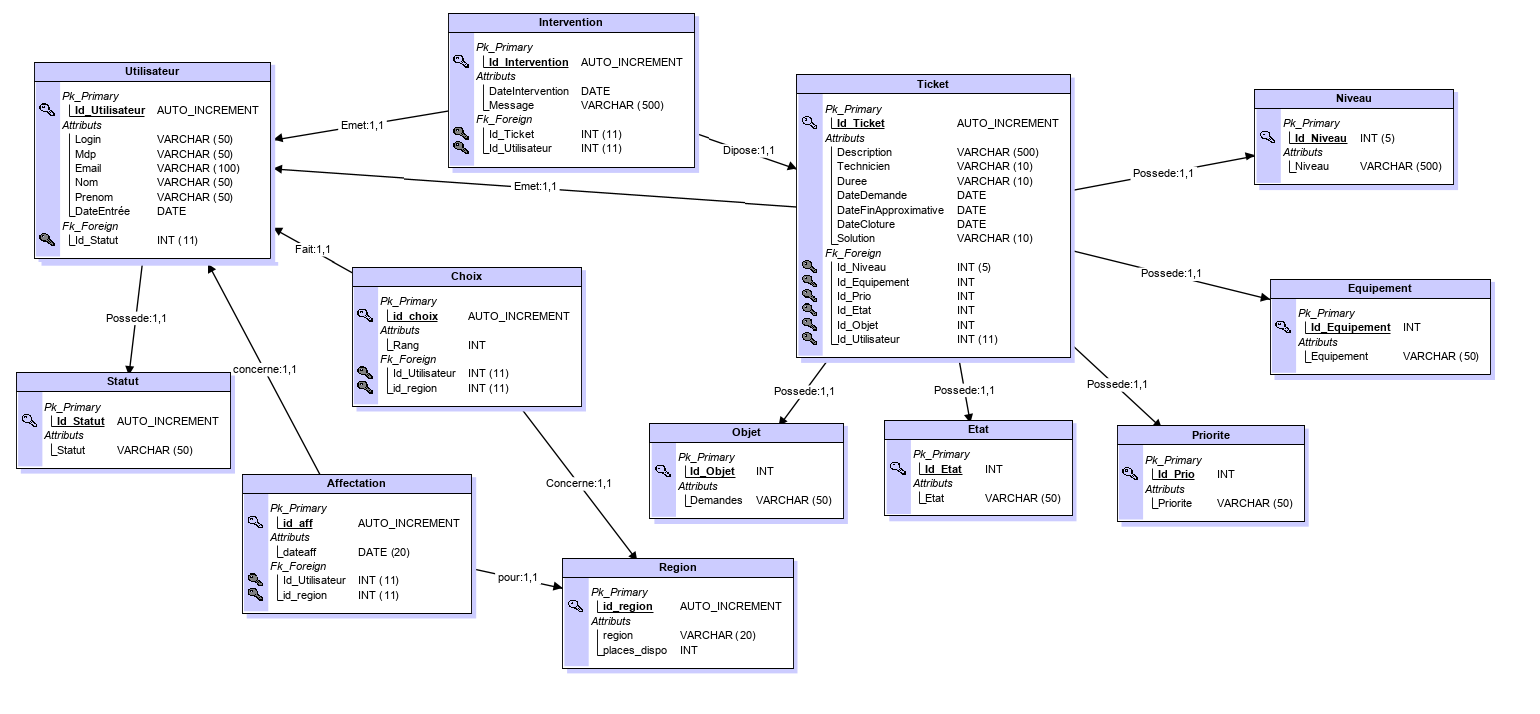 Intervention
Pk_Primary
Id_Intervention AUTO_INCREMENT
Attributs
DateIntervention DATE
Message VARCHAR (500)
Fk_Foreign
Id_Ticket INT (11)
Id_Utilisateur INT (11)
Utilisateur
Pk_Primary
Id_Utilisateur AUTO_INCREMENT
Attributs
Login VARCHAR (50)
Mdp VARCHAR (50)
Email VARCHAR (100)
Nom VARCHAR (50)
Prenom VARCHAR (50)
DateEntrée DATE
Fk_Foreign
Id_Statut INT (11)
Emet:1,1
Dipose:1,1
Emet:1,1
Ticket
Pk_Primary
Id_Ticket AUTO_INCREMENT
Attributs
Description VARCHAR (500)
Technicien VARCHAR (10)
Duree VARCHAR (10)
DateDemande DATE
DateFinApproximative DATE
DateCloture DATE
Solution VARCHAR (10)
Fk_Foreign
Id_Niveau INT (5)
Id_Equipement INT
Id_Prio INT
Id_Etat INT
Id_Objet INT
Id_Utilisateur INT (11)
Possede:1,1
Niveau
Pk_Primary
Id_Niveau INT (5)
Attributs
Niveau VARCHAR (500)
Possede:1,1
Equipement
Pk_Primary
Id_Equipement INT
Attributs
Equipement VARCHAR (50)
Fait:1,1
Choix
Pk_Primary
id_choix AUTO_INCREMENT
Attributs
Rang INT
Fk_Foreign
Id_Utilisateur INT (11)
id_region INT (11)
Possede:1,1
concerne:1,1
Statut
Pk_Primary
Id_Statut AUTO_INCREMENT
Attributs
Statut VARCHAR (50)
Possede:1,1
Possede:1,1
Possede:1,1
Objet
Pk_Primary
Id_Objet INT
Attributs
Demandes VARCHAR (50)
Etat
Pk_Primary
Id_Etat INT
Attributs
Etat VARCHAR (50)
Priorite
Pk_Primary
Id_Prio INT
Attributs
Priorite VARCHAR (50)
Concerne:1,1
Affectation
Pk_Primary
id_aff AUTO_INCREMENT
Attributs
dateaff DATE (20)
Fk_Foreign
Id_Utilisateur INT (11)
id_region INT (11)
pour:1,1
Region
Pk_Primary
id_region AUTO_INCREMENT
Attributs
region VARCHAR (20)
places_dispo INT